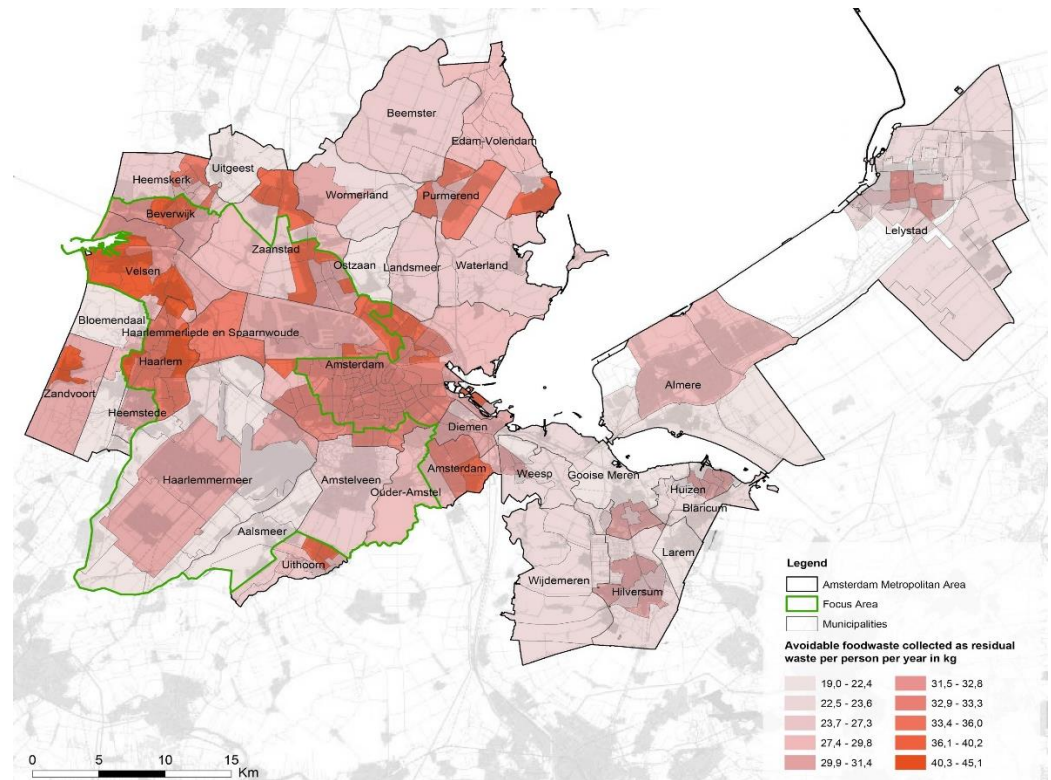 Beemster
Edam-Volendam
Uitgeest
Heemskerk
Wormerland
Purmerend
Beverwijk
Zaanstad
Lelystad
Ostzaan
Landsmeer
Waterland
Velsen
Bloemendaal
Haarlemmerliede en Spaarnwoude
Haarlem
Amsterdam
Almere
Zandvoort
Heemstede
Diemen
Amsterdam
Weesp
Gooise Meren
Haarlemmermeer
Amstelveen
Ouder-Amstel
Huizen
Blaricum
Aalsmeer
Larem
Uithoorn
Wijdemeren
Hilversum
Legend
Amsterdam Metropolitan Area
Focus Area
Municipalities
Avoidable foodwaste collected as residual
waste per person per year in kg
19,0 - 22,4
22,5 - 23,6
23,7 - 27,3
27,4 - 29,8
29,9 - 31,4
31,5 - 32,8
32,9 - 33,3
33,4 - 36,0
36,1 - 40,2
40,3 - 45,1
0 5 10 15
Km